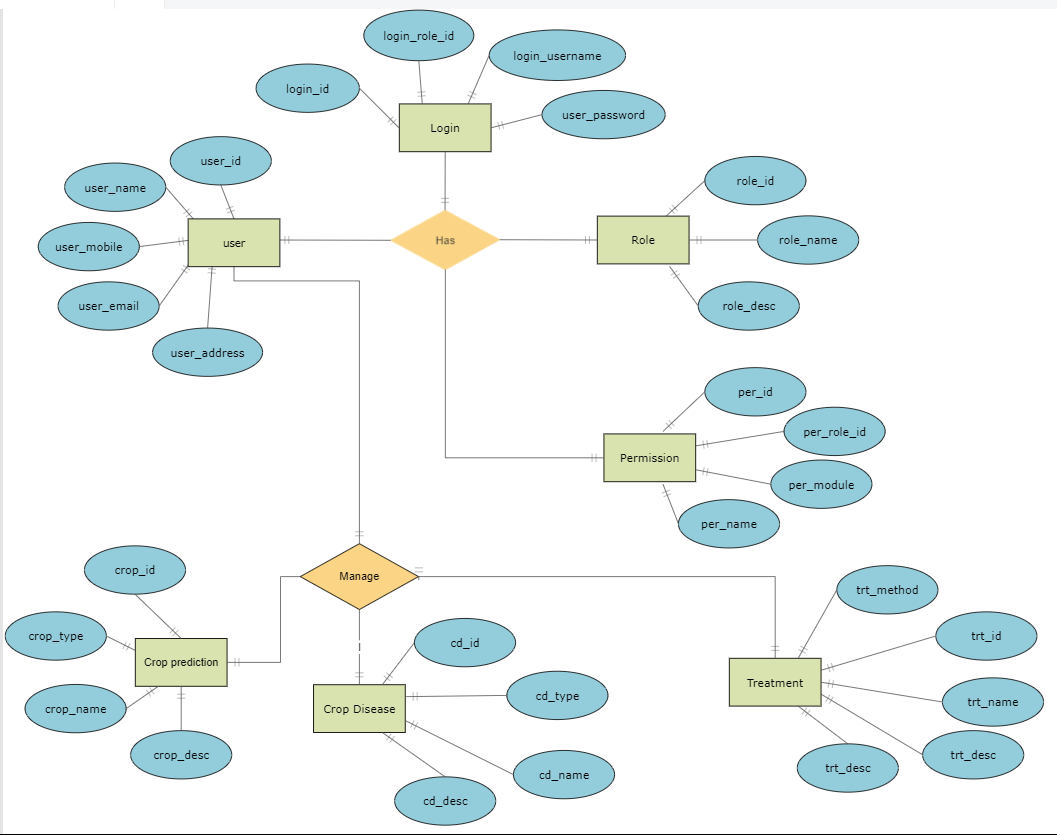 login_role_id
login_username
login_id
user_password
Login
user_id
user_name
user_mobile
user
user_email
user_address
Has
role_id
Role
role_name
role_desc
per_id
per_role_id
Permission
per_module
per_name
Manage
crop_id
crop_type
Crop prediction
crop_name
crop_desc
cd_id
cd_type
Crop Disease
cd_name
cd_desc
trt_method
trt_id
Treatment
trt_name
trt_desc
trt_desc